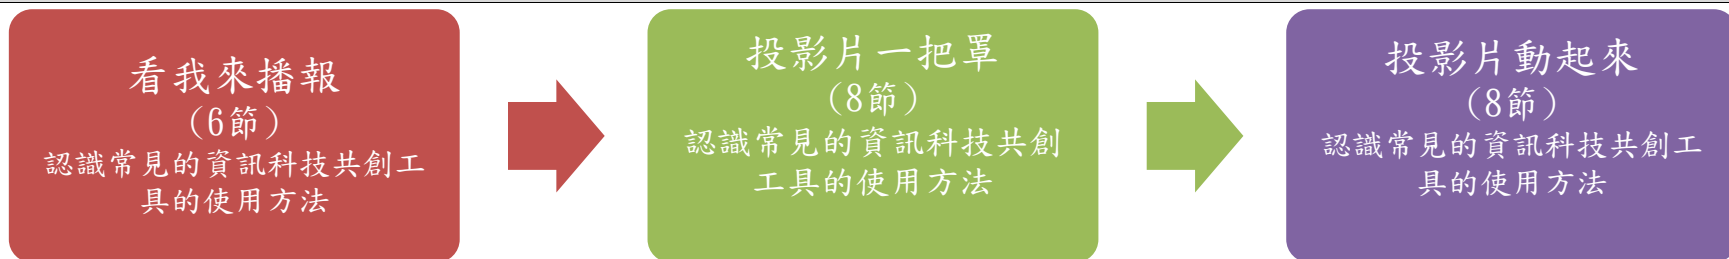 看我來播報
(6節)
認識常見的資訊科技共創工
具的使用方法
投影片一把罩
(8節)
認識常見的資訊科技共創
工具的使用方法
投影片動起來
(8節)
認識常見的資訊科技共創工
具的使用方法